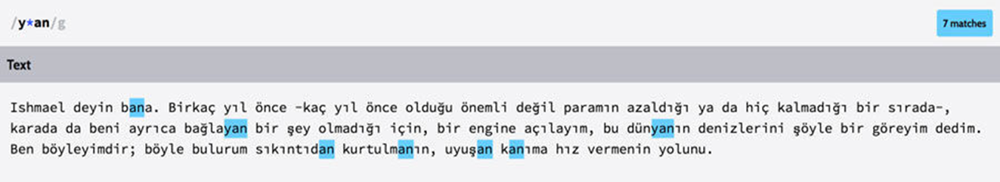 /y*an/g
7 matches
Text
Ishmael deyin bana. Birkaç yıl önce -kaç yıl önce olduğu önemli değil paramın azaldığı ya da hiç kalmadığı bir sırada-,
karada da beni ayrıca bağlayan bir şey olmadığı için, bir engine açılayım, bu dünyanın denizlerini şöyle bir göreyim dedim.
Ben böyleyimdir; böyle bulurum sıkıntıdan kurtulmanın, uyuşan kanıma hız vermenin yolunu.